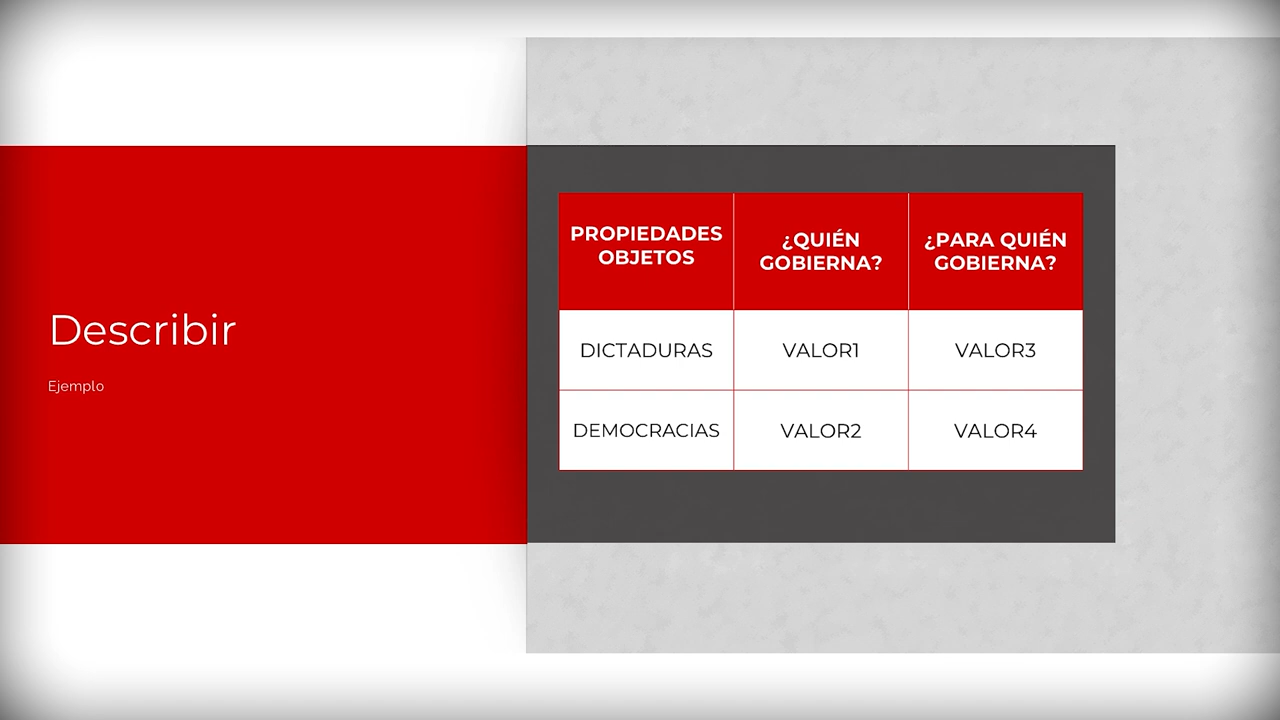 Describir
Ejemplo
PROPIEDADES
OBJETOS
¿QUIÉN
GOBIERNA?
¿PARA QUIÉN
GOBIERNA?
DICTADURAS
VALOR1
VALOR3
DEMOCRACIAS
VALOR2
VALOR4